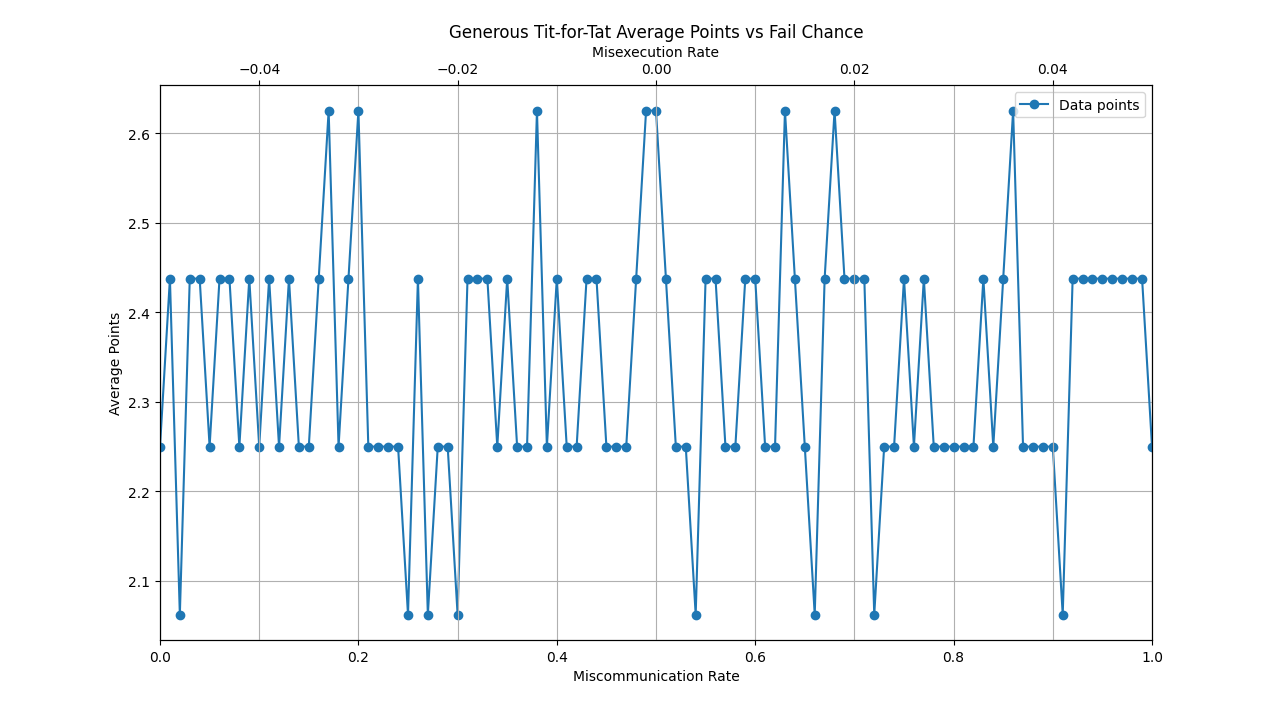 Generous Tit-for-Tat Average Points vs Fail Chance
Misexecution Rate
−0.04 −0.02 0.00 0.02 0.04
Data points
2.6
2.5
2.4
2.3
2.2
2.1
Average Points
0.0 0.2 0.4 0.6 0.8 1.0
Miscommunication Rate